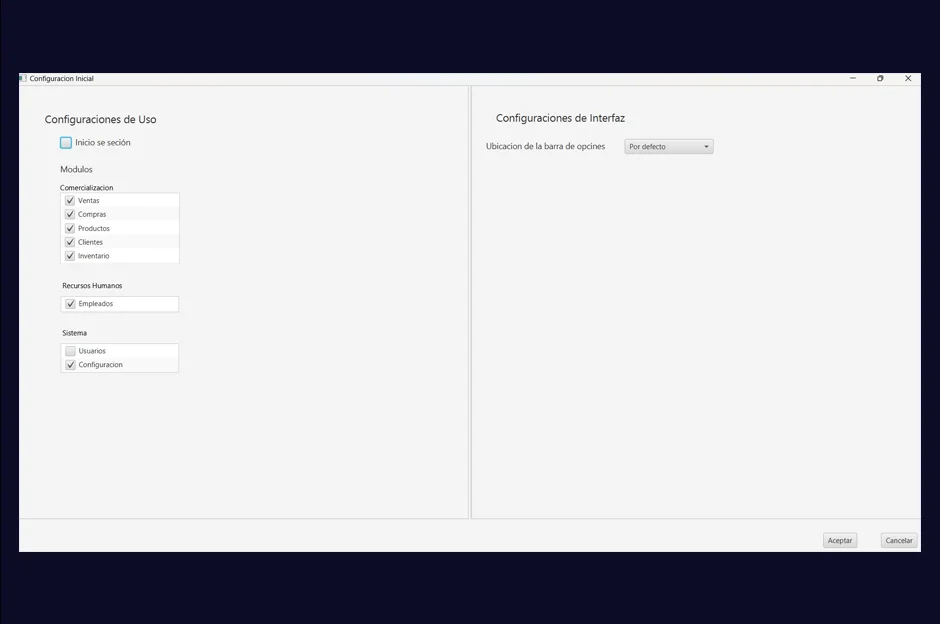 Configuracion Inicial
Configuraciones de Uso
Inicio se seción
Modulos
Comercializacion
Ventas
Compras
Productos
Clientes
Inventario
Recursos Humanos
Empleados
Sistema
Usuarios
Configuracion
Configuraciones de Interfaz
Ubicacion de la barra de opcines Por defecto
Aceptar Cancelar